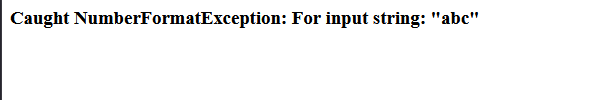 Caught NumberFormatException: For input string: "abc"